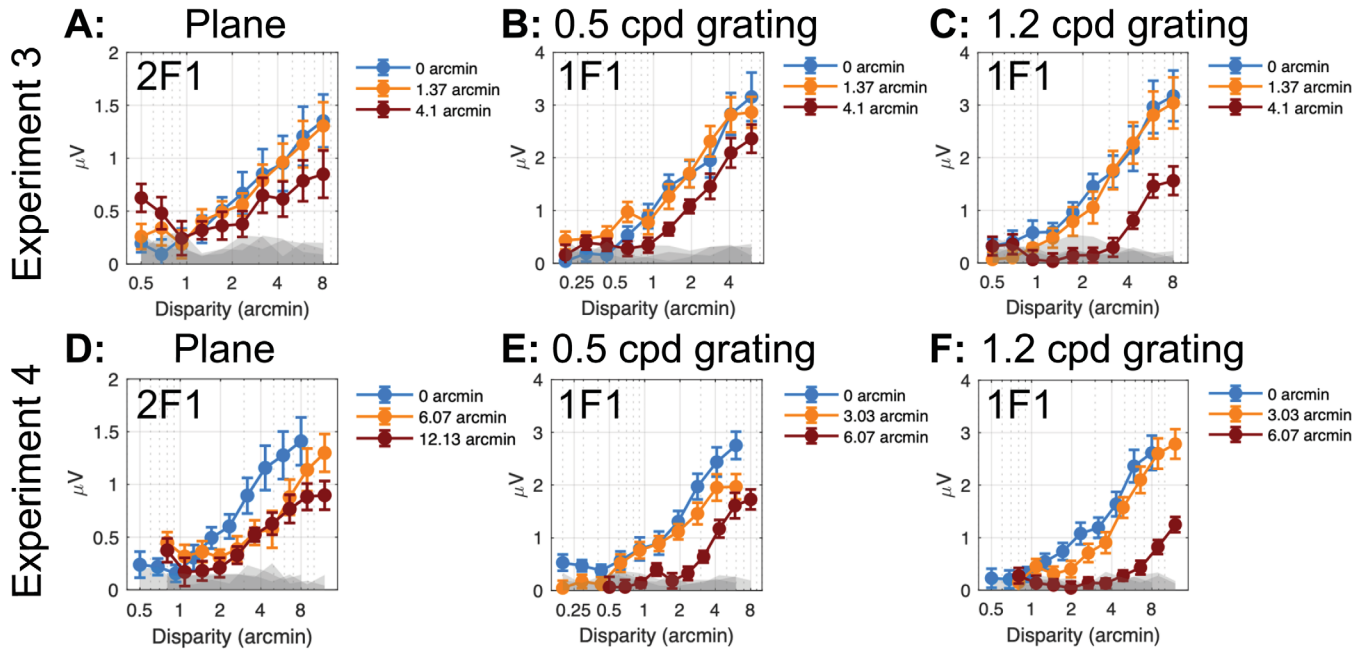 Experiment 3
A: Plane
2F1
2
1.5
1
0.5
0
μV
0.5 1 2 4 8
Disparity (arcmin)
0 arcmin
1.37 arcmin
4.1 arcmin
B: 0.5 cpd grating
1F1
4
3
2
1
0
μV
0.25 0.5 1 2 4
Disparity (arcmin)
0 arcmin
1.37 arcmin
4.1 arcmin
C: 1.2 cpd grating
1F1
4
3
2
1
0
μV
0.5 1 2 4 8
Disparity (arcmin)
0 arcmin
1.37 arcmin
4.1 arcmin
Experiment 4
D: Plane
2F1
2
1.5
1
0.5
0
μV
0.5 1 2 4 8
Disparity (arcmin)
0 arcmin
6.07 arcmin
12.13 arcmin
E: 0.5 cpd grating
1F1
4
3
2
1
0
μV
0.25 0.5 1 2 4 8
Disparity (arcmin)
0 arcmin
3.03 arcmin
6.07 arcmin
F: 1.2 cpd grating
1F1
4
3
2
1
0
μV
0.5 1 2 4 8
Disparity (arcmin)
0 arcmin
3.03 arcmin
6.07 arcmin